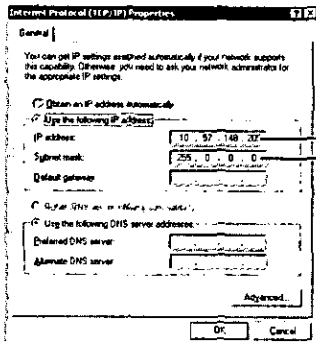 Internet Protocol (TCP/IP) Properties
General
You can get IP settings assigned automatically if your network supports
this capability. Otherwise, you need to ask your network administrator for
the appropriate IP settings.
Obtain an IP address automatically
Use the following IP address:
IP address: 10 . 57 . 148 . 20
Subnet mask: 255 . 0 . 0 . 0
Default gateway:
Use the following DNS server addresses:
Preferred DNS server:
Alternate DNS server:
Advanced...
OK Cancel